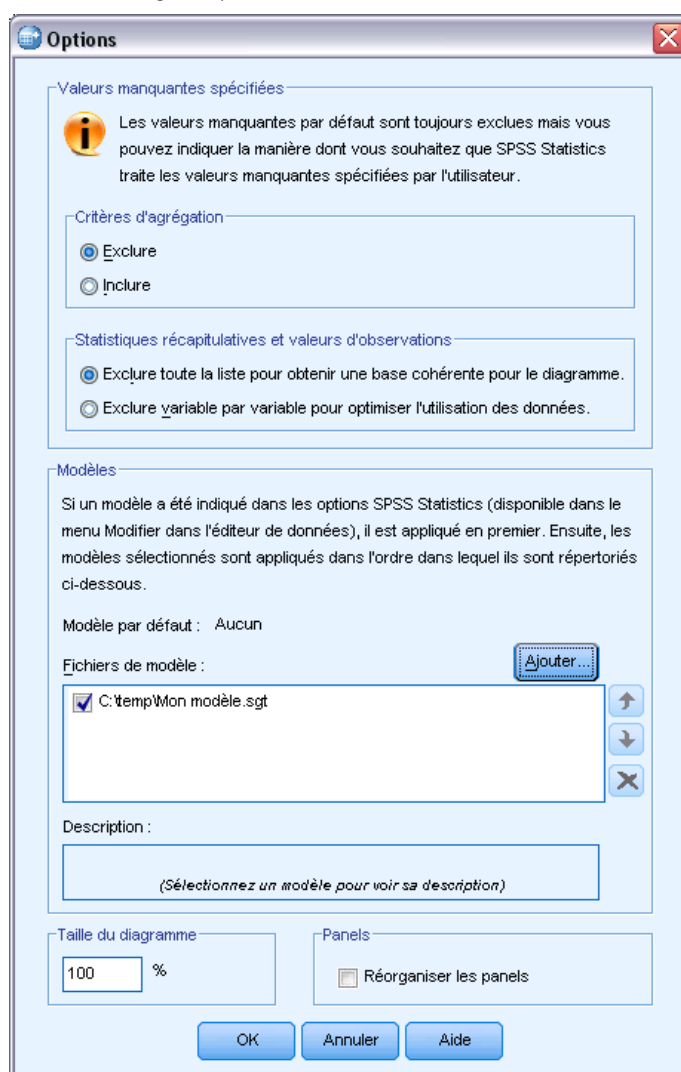 Options
Valeurs manquantes spécifiées
Les valeurs manquantes par défaut sont toujours exclues mais vous
pouvez indiquer la manière dont vous souhaitez que SPSS Statistics
traite les valeurs manquantes spécifiées par l'utilisateur.
Critères d'agrégation
Exclure
Inclure
Statistiques récapitulatives et valeurs d'observations
Exclure toute la liste pour obtenir une base cohérente pour le diagramme.
Exclure variable par variable pour optimiser l'utilisation des données.
Modèles
Si un modèle a été indiqué dans les options SPSS Statistics (disponible dans le
menu Modifier dans l'éditeur de données), il est appliqué en premier. Ensuite, les
modèles sélectionnés sont appliqués dans l'ordre dans lequel ils sont répertoriés
ci-dessous.
Modèle par défaut : Aucun
Fichiers de modèle :
Ajouter...
C:\temp\Mon modèle.sgt
Description :
(Sélectionnez un modèle pour voir sa description)
Taille du diagramme
100 %
Panels
Réorganiser les panels
OK Annuler Aide